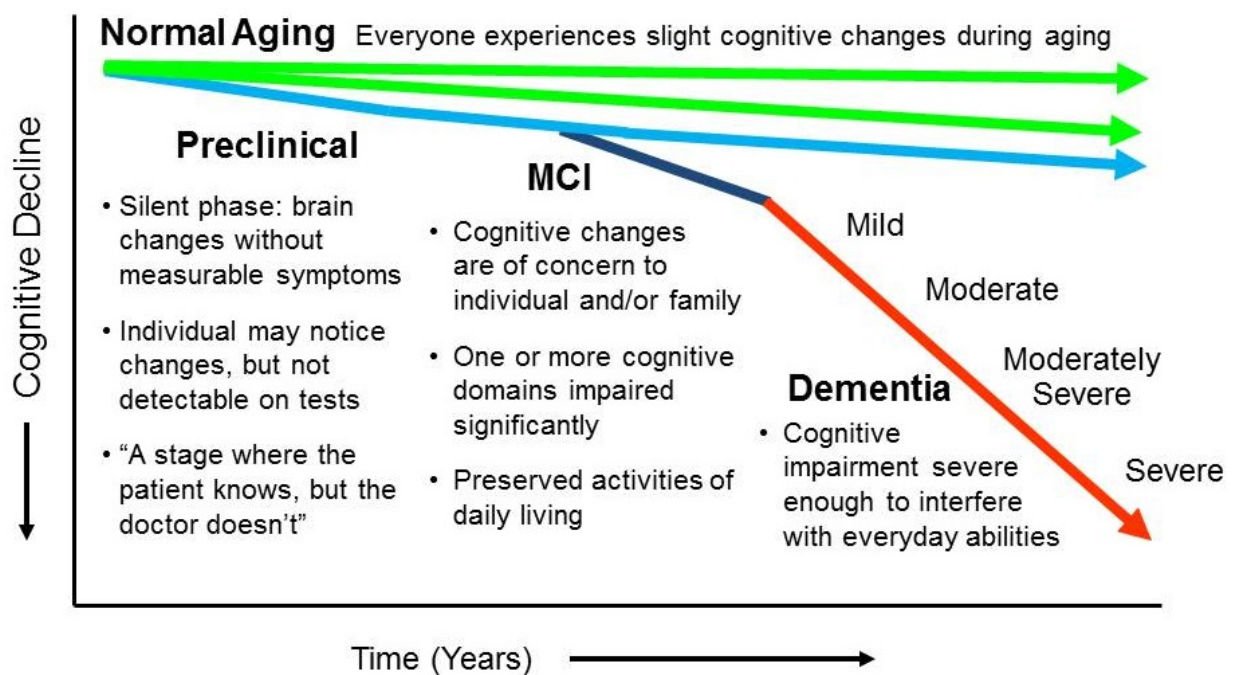 Normal Aging Everyone experiences slight cognitive changes during aging
Cognitive Decline
Preclinical
• Silent phase: brain
changes without
measurable symptoms
• Individual may notice
changes, but not
detectable on tests
• “A stage where the
patient knows, but the
doctor doesn’t”
MCI
• Cognitive changes
are of concern to
individual and/or family
• One or more cognitive
domains impaired
significantly
• Preserved activities of
daily living
Mild
Moderate
Moderately
Severe
Severe
Dementia
• Cognitive
impairment severe
enough to interfere
with everyday abilities
Time (Years)